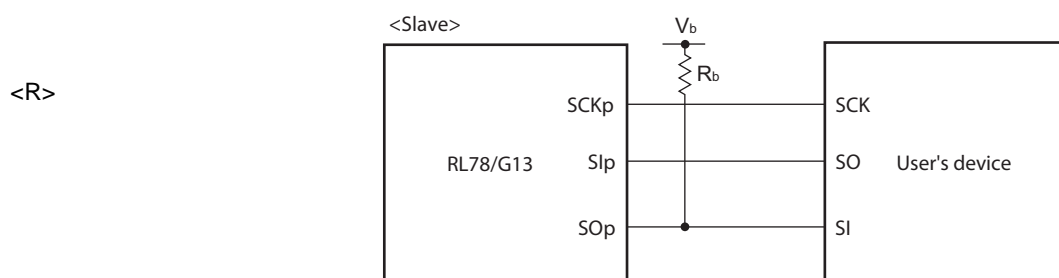 <Slave>
Vb
<R>
Rb
SCKp
SCK
RL78/G13
SIp
SO
User's device
SOp
SI